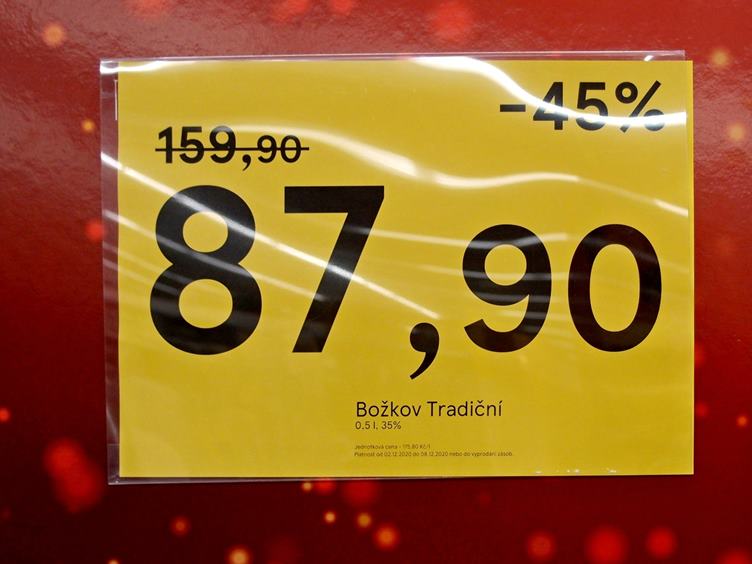 -45%
159,90
87,90
Božkov Tradiční
0.5 l, 35%
Jednotková cena - 175,80 Kč/l
Platnost od 02.12.2020 do 08.12.2020 nebo do vyprodání zásob.